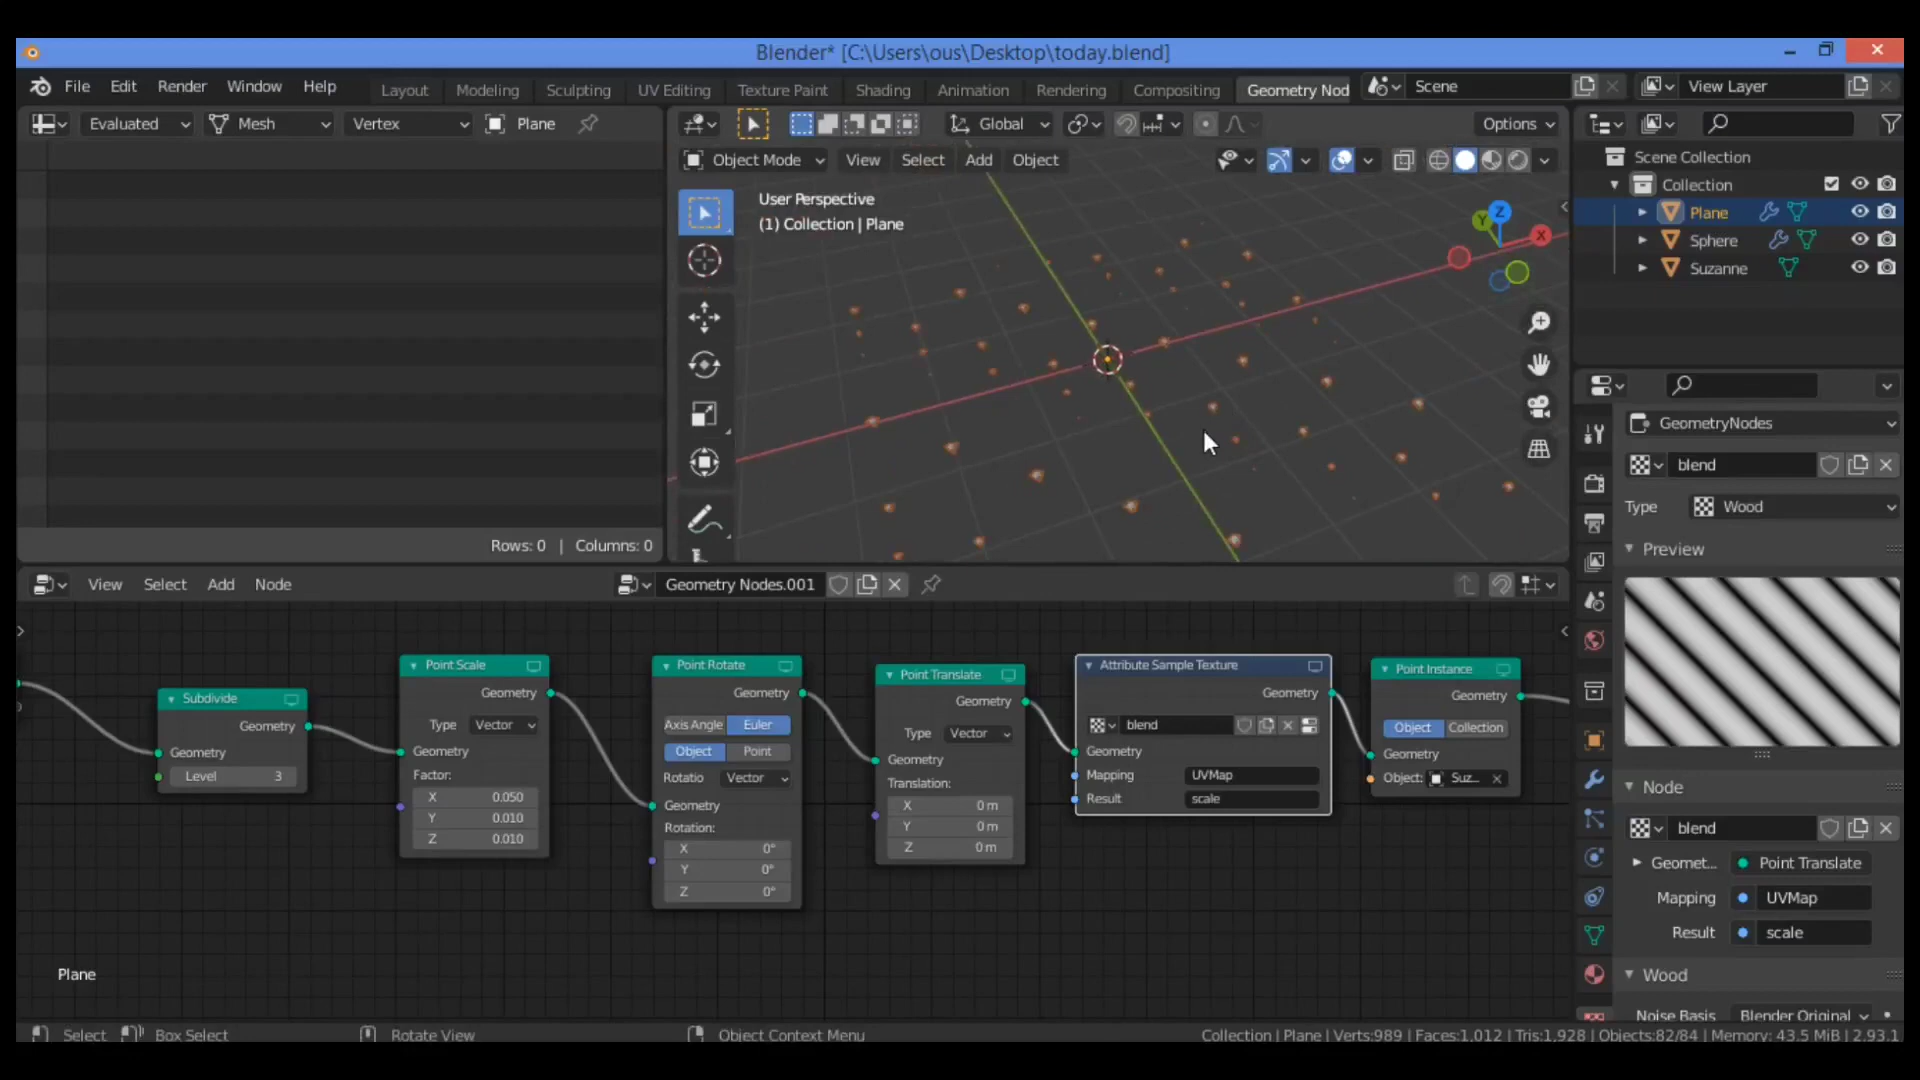 Blender* [C:\Users\ous\Desktop\today.blend]
File Edit Render Window Help
Layout Modeling Sculpting UV Editing Texture Paint Shading Animation Rendering Compositing Geometry Nod
Scene View Layer
Evaluated Mesh Vertex Plane
Global Options
Object Mode View Select Add Object
User Perspective
(1) Collection | Plane
Z Y X
Scene Collection
Collection
Plane
Sphere
Suzanne
Rows: 0 | Columns: 0
View Select Add Node
Geometry Nodes.001
Subdivide
Geometry
Geometry
Level 3
Point Scale
Geometry
Type Vector
Geometry
Factor:
X 0.050
Y 0.010
Z 0.010
Point Rotate
Geometry
Axis Angle Euler
Object Point
Rotatio Vector
Geometry
Rotation:
X 0°
Y 0°
Z 0°
Point Translate
Geometry
Type Vector
Geometry
Translation:
X 0 m
Y 0 m
Z 0 m
Attribute Sample Texture
Geometry
blend
Geometry
Mapping UVMap
Result scale
Point Instance
Geometry
Object Collection
Geometry
Object: Suz...
Plane
GeometryNodes
blend
Type Wood
Preview
Node
blend
Geomet... Point Translate
Mapping UVMap
Result scale
Wood
Noise Basis Blender Original
Select Box Select Rotate View Object Context Menu
Collection | Plane | Verts:989 | Faces:1,012 | Tris:1,928 | Objects:82/84 | Memory: 43.5 MiB | 2.93.1